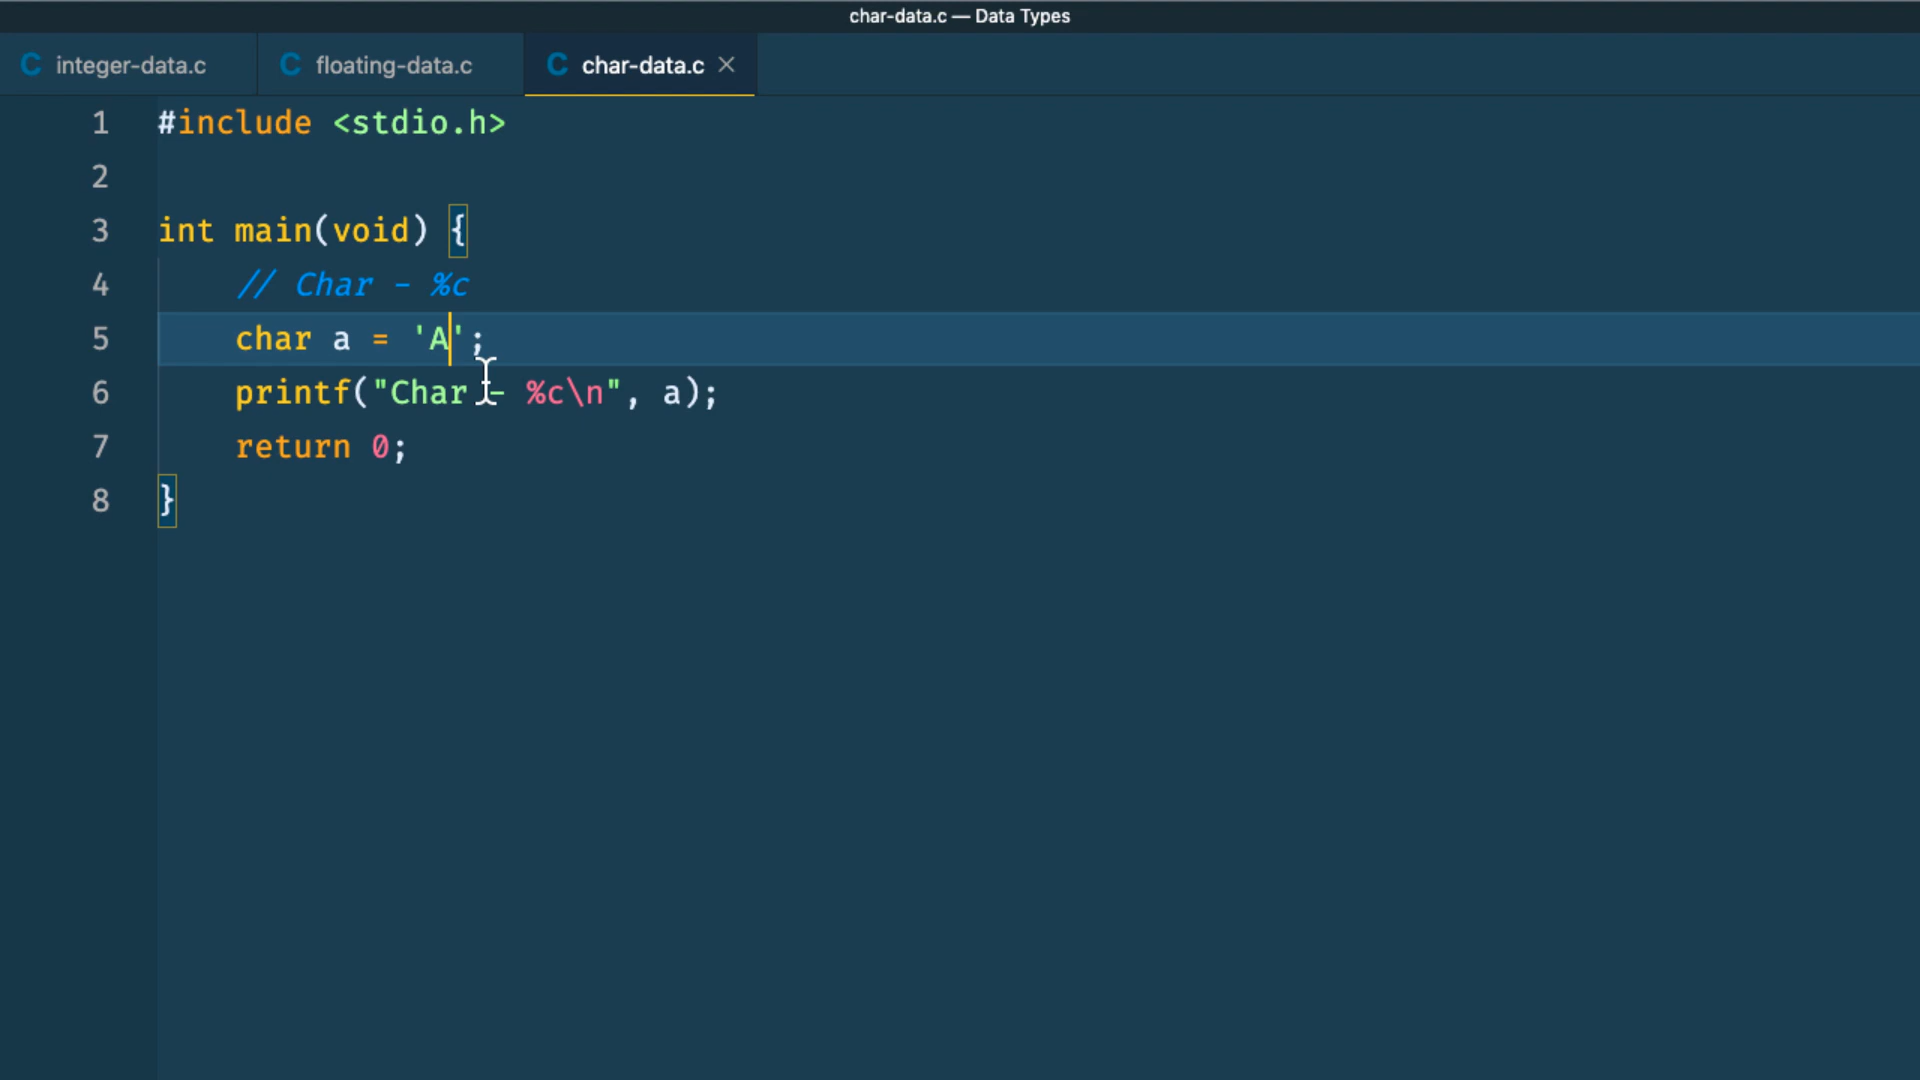 char-data.c — Data Types
C integer-data.c C floating-data.c C char-data.c ×
1 #include <stdio.h>
2
3 int main(void) {
4 // Char - %c
5 char a = 'A';
6 printf("Char - %c\n", a);
7 return 0;
8 }